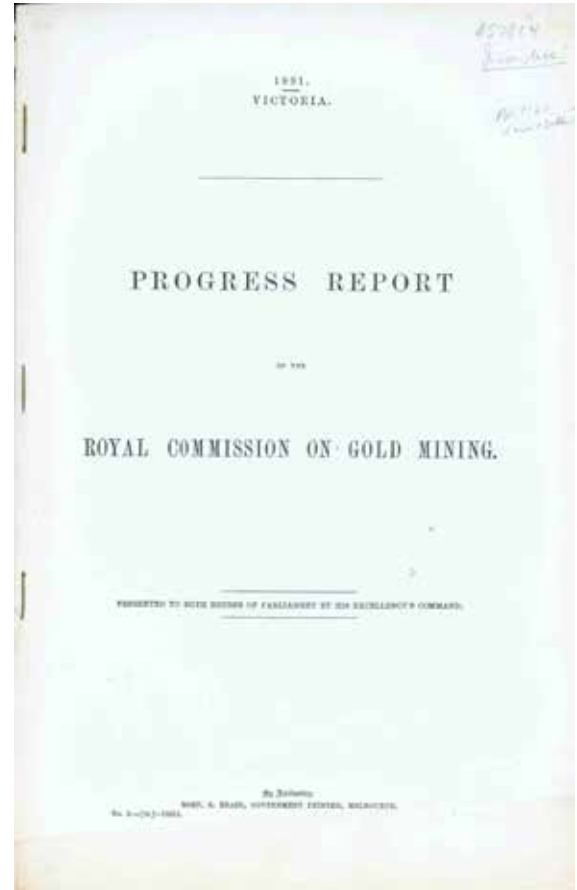 1891.
VICTORIA.
PROGRESS REPORT
OF THE
ROYAL COMMISSION ON GOLD MINING.
PRESENTED TO BOTH HOUSES OF PARLIAMENT BY HIS EXCELLENCY'S COMMAND.
By Authority
ROBT. S. BRAIN, GOVERNMENT PRINTER, MELBOURNE.